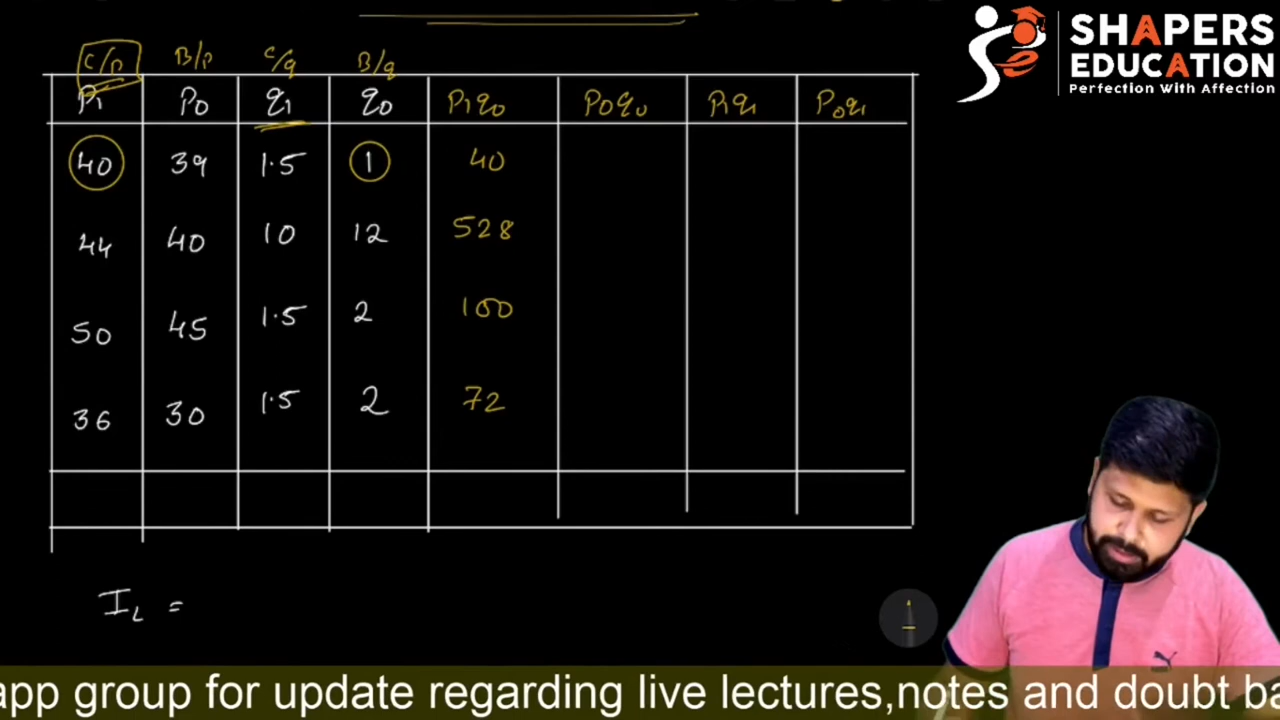 SHAPERS
EDUCATION
Perfection With Affection
C/P B/P C/q B/q
P1 P0 q1 q0 P1q0 P0q0 P1q1 P0q1
40 39 1.5 1 40
44 40 10 12 528
50 45 1.5 2 100
36 30 1.5 2 72
IL =
app group for update regarding live lectures,notes and doubt ba